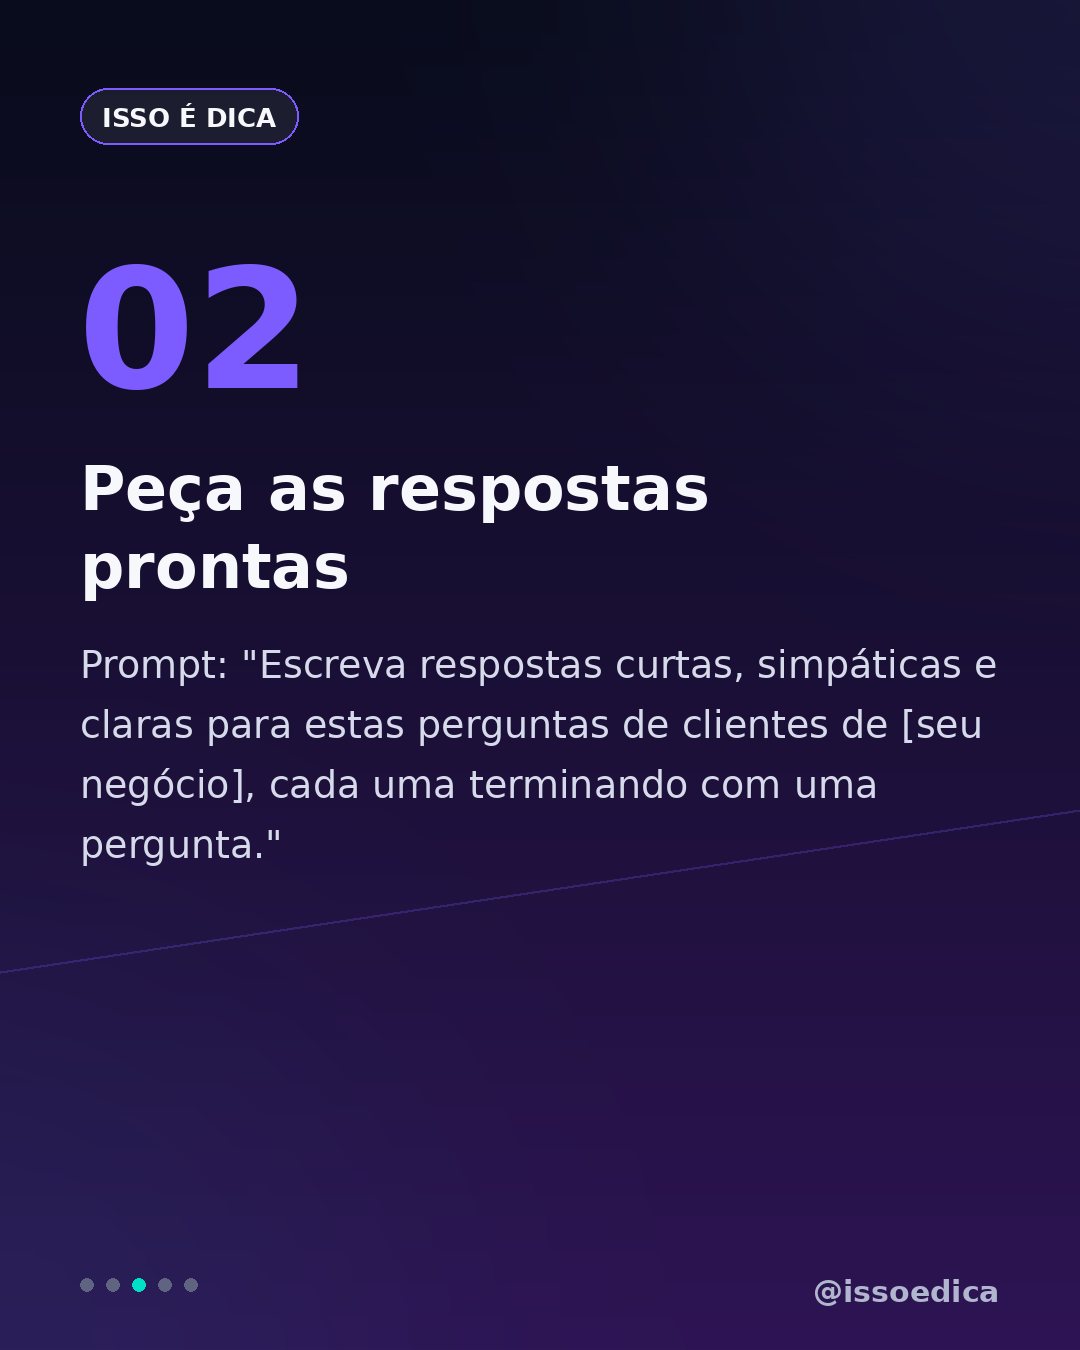 ISSO É DICA
02
Peça as respostas
prontas
Prompt: "Escreva respostas curtas, simpáticas e
claras para estas perguntas de clientes de [seu
negócio], cada uma terminando com uma
pergunta."
@issoedica